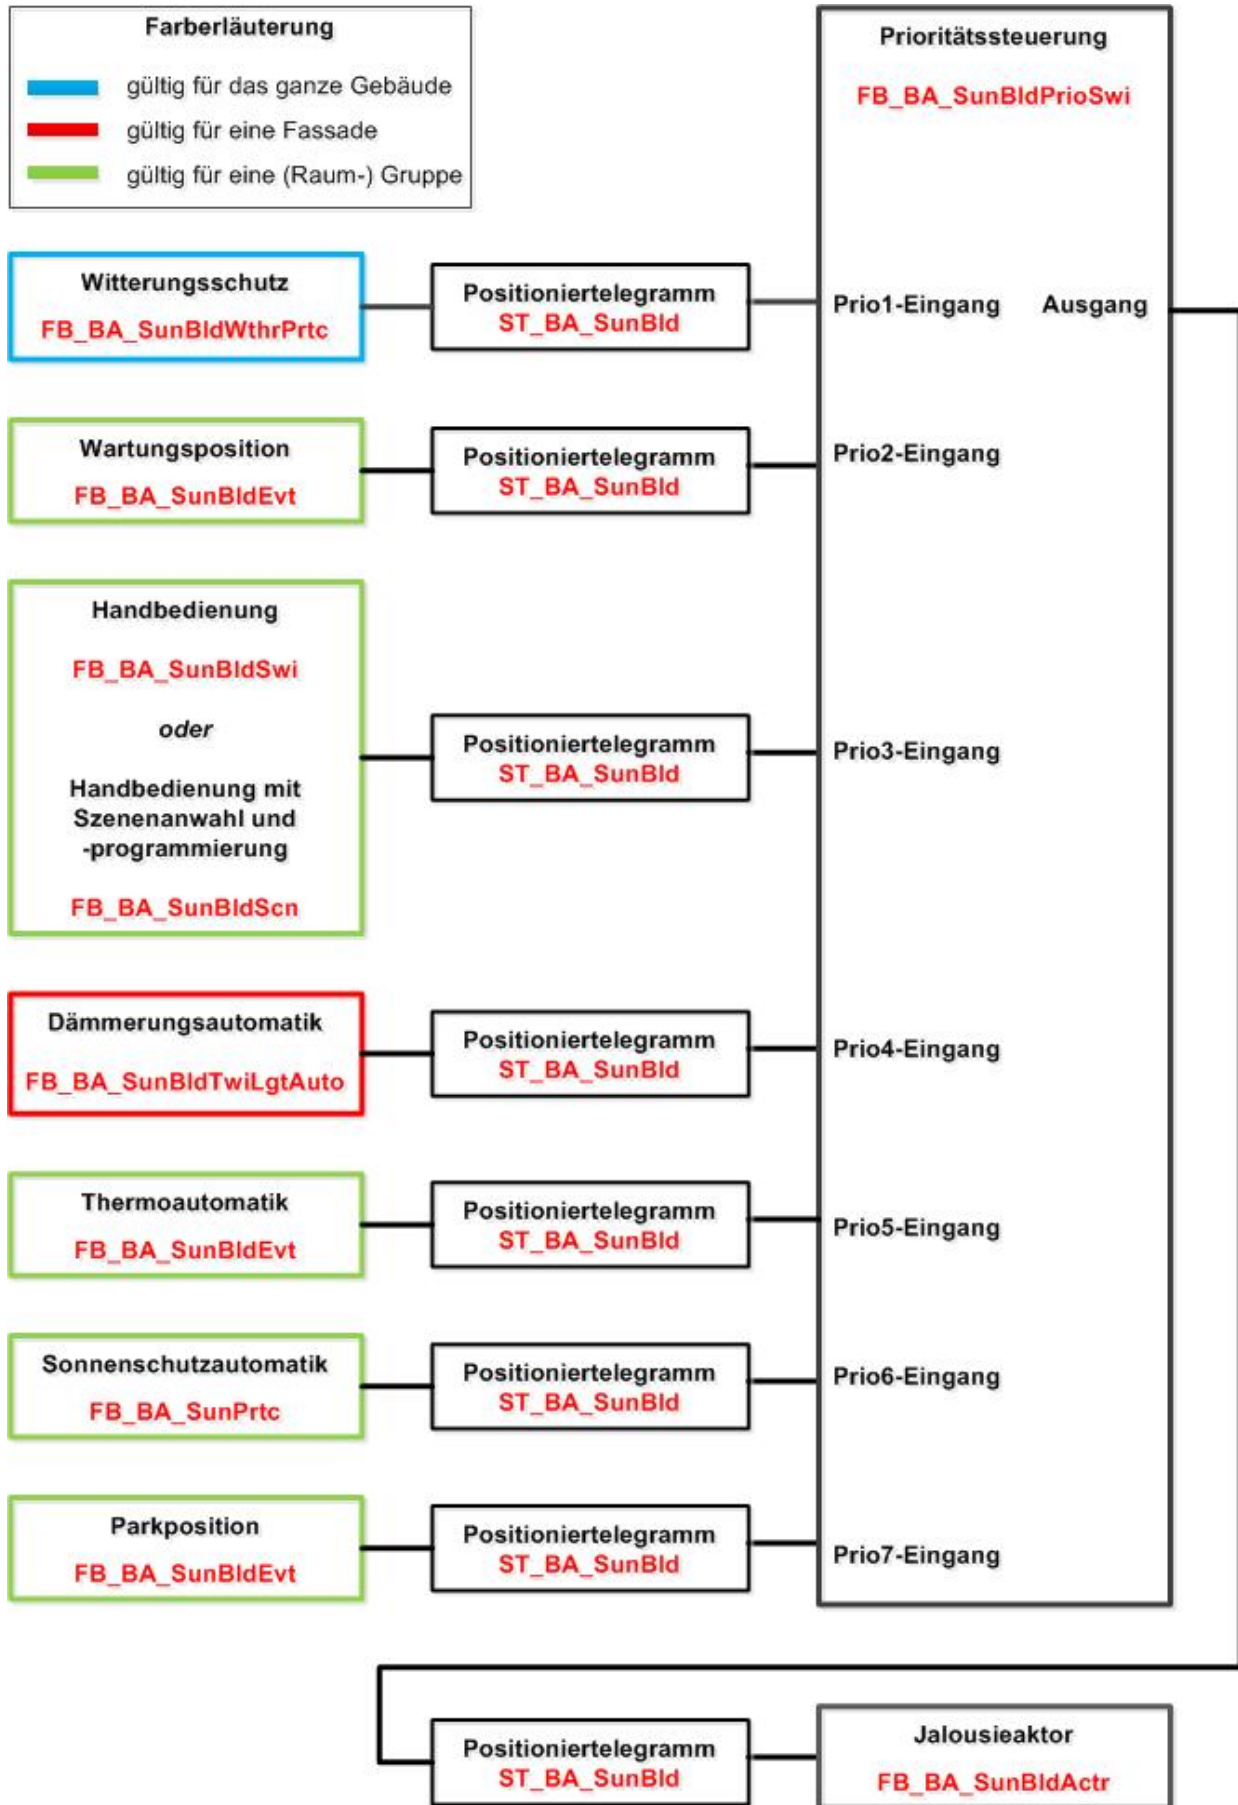 Farberläuterung
gültig für das ganze Gebäude
gültig für eine Fassade
gültig für eine (Raum-) Gruppe
Prioritätssteuerung
FB_BA_SunBldPrioSwi
Witterungsschutz
FB_BA_SunBldWthrPrtc
Positioniertelegramm
ST_BA_SunBld
Prio1-Eingang
Ausgang
Wartungsposition
FB_BA_SunBldEvt
Positioniertelegramm
ST_BA_SunBld
Prio2-Eingang
Handbedienung
FB_BA_SunBldSwi
oder
Handbedienung mit
Szenenanwahl und
-programmierung
FB_BA_SunBldScn
Positioniertelegramm
ST_BA_SunBld
Prio3-Eingang
Dämmerungsautomatik
FB_BA_SunBldTwiLgtAuto
Positioniertelegramm
ST_BA_SunBld
Prio4-Eingang
Thermoautomatik
FB_BA_SunBldEvt
Positioniertelegramm
ST_BA_SunBld
Prio5-Eingang
Sonnenschutzautomatik
FB_BA_SunPrtc
Positioniertelegramm
ST_BA_SunBld
Prio6-Eingang
Parkposition
FB_BA_SunBldEvt
Positioniertelegramm
ST_BA_SunBld
Prio7-Eingang
Positioniertelegramm
ST_BA_SunBld
Jalousieaktor
FB_BA_SunBldActr